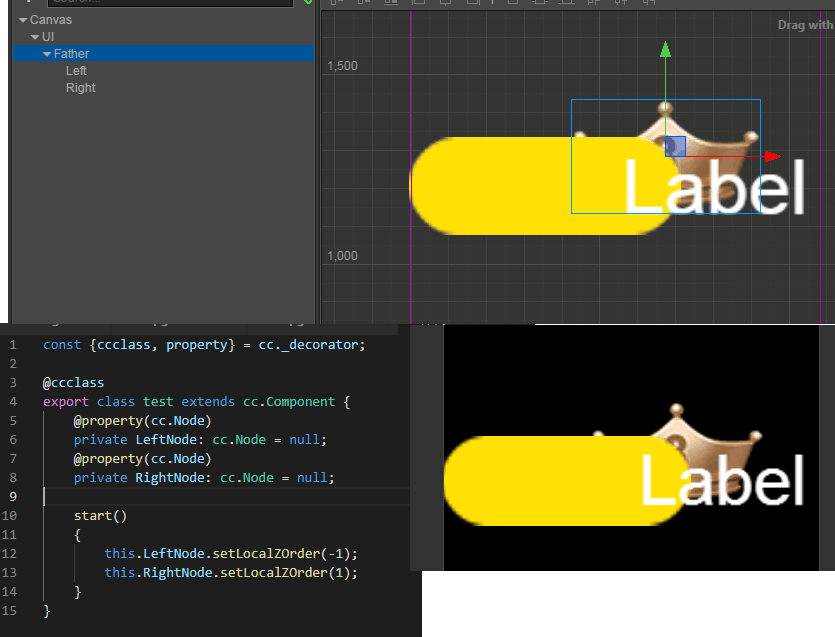 Search...
Canvas
UI
Father
Left
Right
Drag with
1,500
1,000
Label
1 const {ccclass, property} = cc._decorator;
2
3 @ccclass
4 export class test extends cc.Component {
5 @property(cc.Node)
6 private LeftNode: cc.Node = null;
7 @property(cc.Node)
8 private RightNode: cc.Node = null;
9
10 start()
11 {
12 this.LeftNode.setLocalZOrder(-1);
13 this.RightNode.setLocalZOrder(1);
14 }
15 }
Label